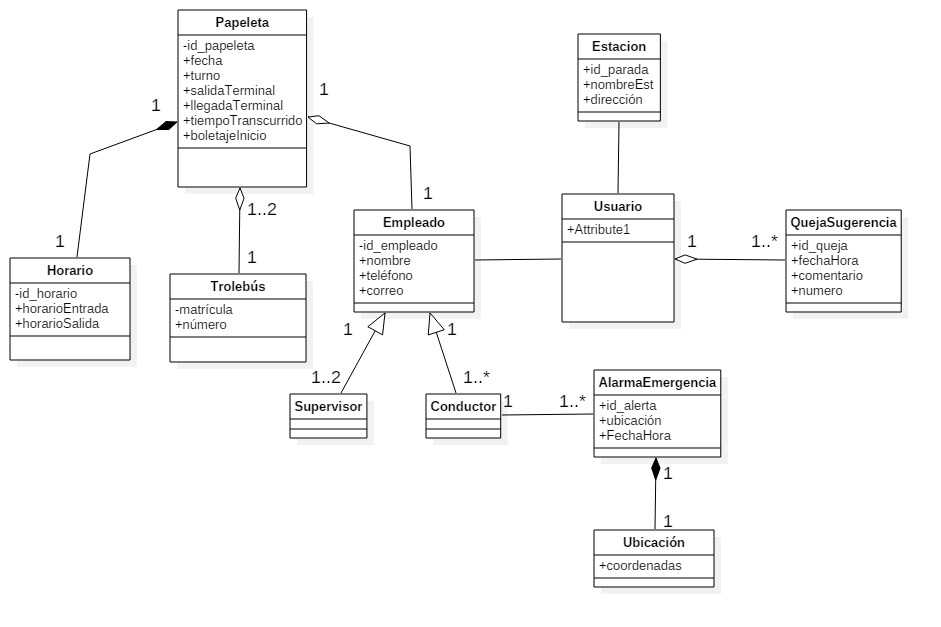 Papeleta
-id_papeleta
+fecha
+turno
+salidaTerminal
+llegadaTerminal
+tiempoTranscurrido
+boletajeInicio
1
1
1
1
1..2
1
Horario
-id_horario
+horarioEntrada
+horarioSalida
Trolebús
-matrícula
+número
Empleado
-id_empleado
+nombre
+teléfono
+correo
1
1
1..2
1..*
Supervisor
Conductor
1
1..*
Estacion
+id_parada
+nombreEst
+dirección
Usuario
+Attribute1
1
1..*
QuejaSugerencia
+id_queja
+fechaHora
+comentario
+numero
AlarmaEmergencia
+id_alerta
+ubicación
+FechaHora
1
1
Ubicación
+coordenadas